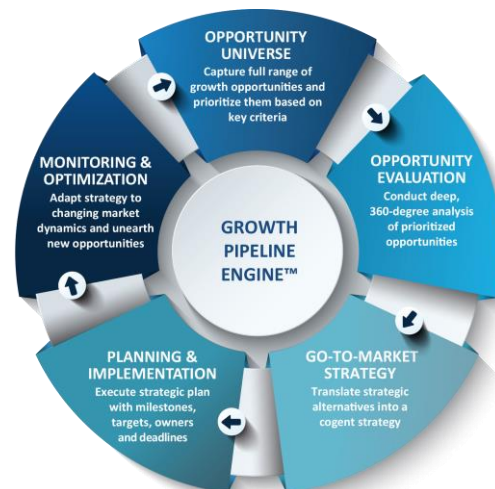 OPPORTUNITY
UNIVERSE
Capture full range of
growth opportunities and
prioritize them based on
key criteria
OPPORTUNITY
EVALUATION
Conduct deep,
360-degree analysis
of prioritized
opportunities
GO-TO-MARKET
STRATEGY
Translate strategic
alternatives into a
cogent strategy
PLANNING &
IMPLEMENTATION
Execute strategic plan
with milestones,
targets, owners
and deadlines
MONITORING &
OPTIMIZATION
Adapt strategy to
changing market
dynamics and unearth
new opportunities
GROWTH
PIPELINE
ENGINE™